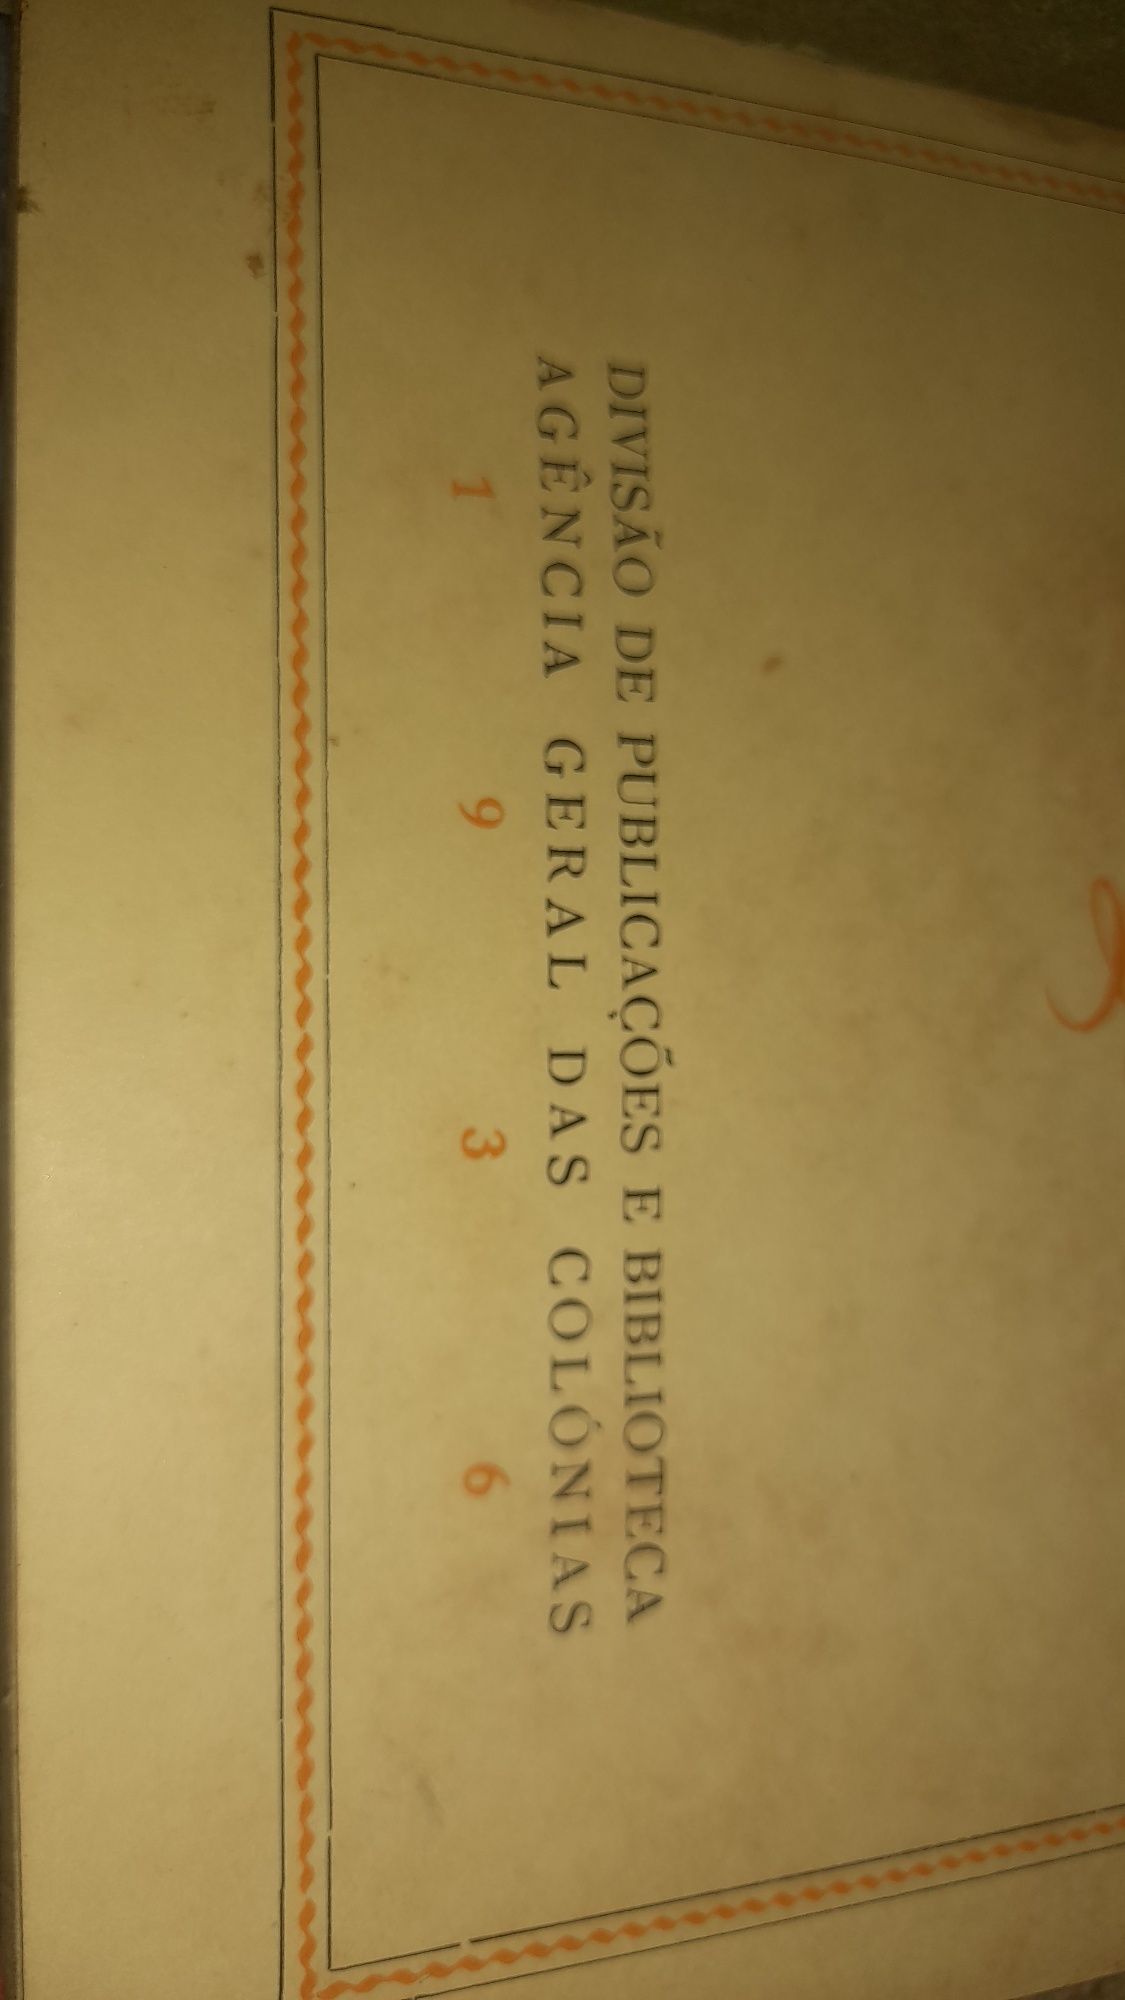 DIVISÃO DE PUBLICAÇÕES E BIBLIOTECA
AGÊNCIA GERAL DAS COLÓNIAS
1 9 3 6